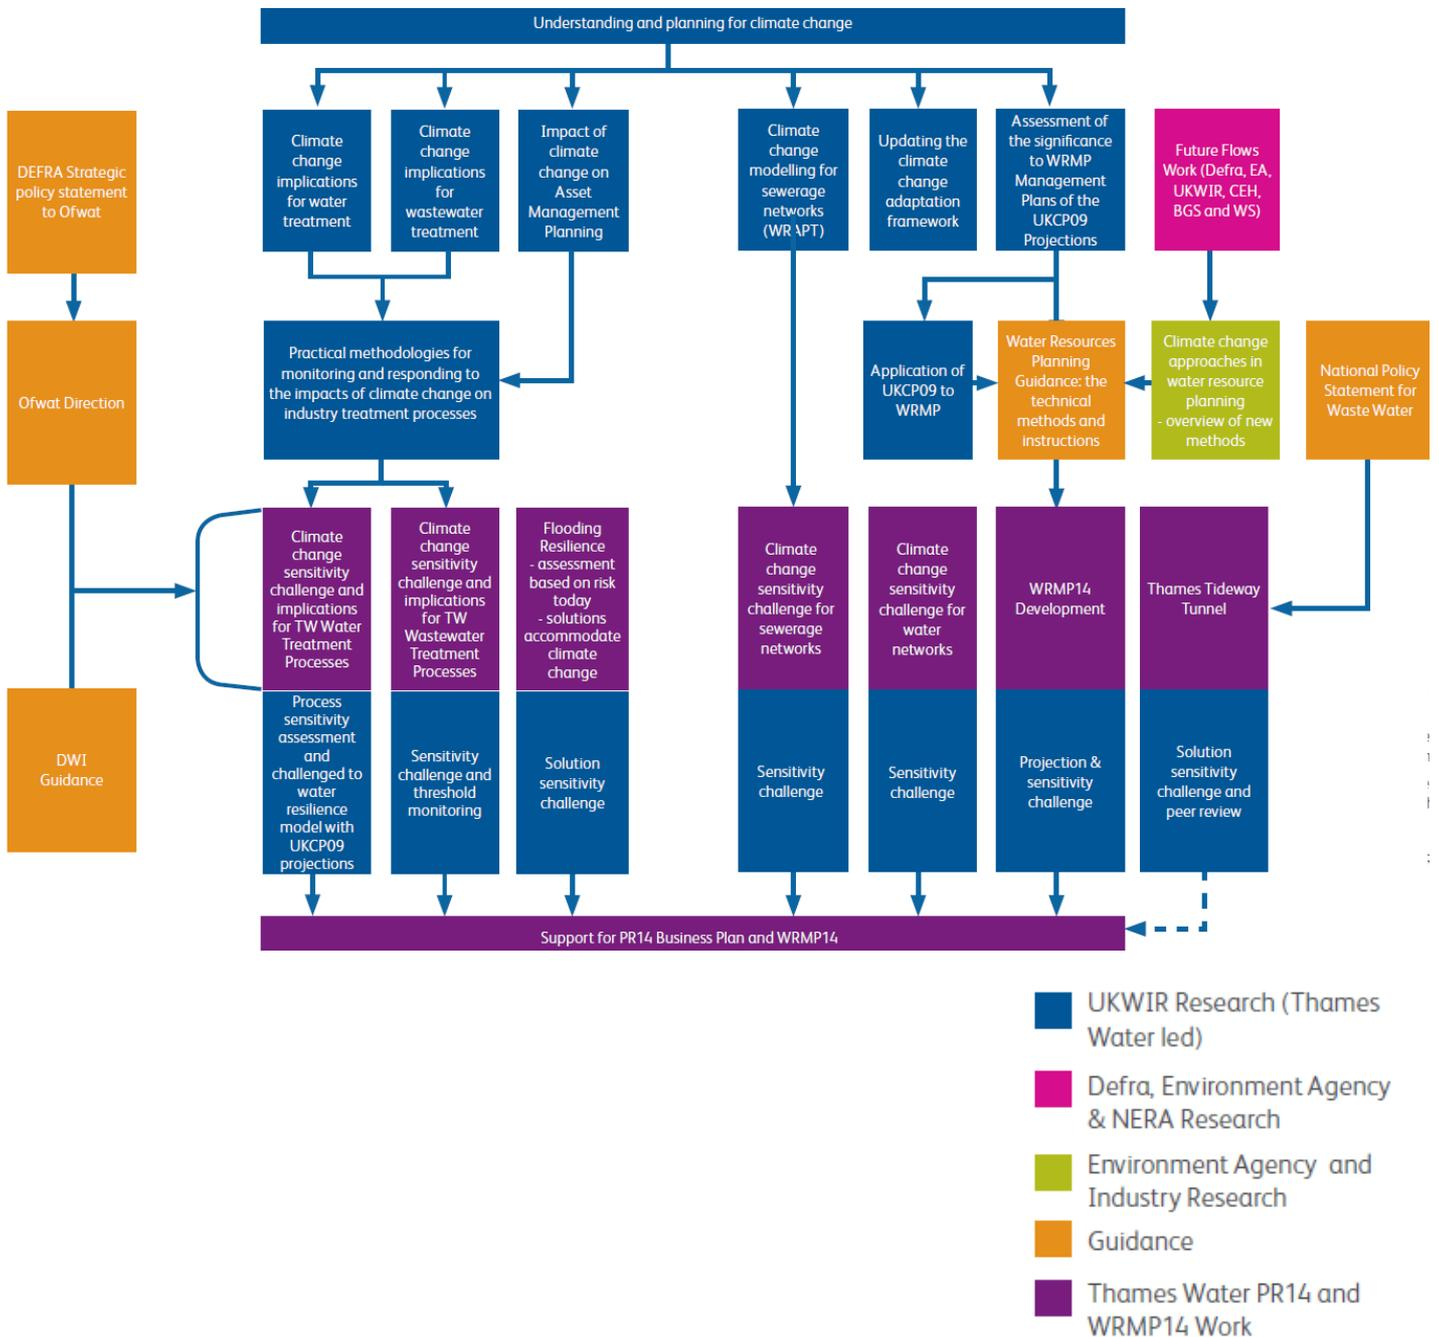 Understanding and planning for climate change
DEFRA Strategic
policy statement
to Ofwat
Climate
change
implications
for water
treatment
Climate
change
implications
for
wastewater
treatment
Impact of
climate
change on
Asset
Management
Planning
Climate
change
modelling for
sewerage
networks
(WRAPT)
Updating the
climate
change
adaptation
framework
Assessment of
the significance
to WRMP
Management
Plans of the
UKCP09
Projections
Future Flows
Work (Defra, EA,
UKWIR, CEH,
BGS and WS)
Ofwat Direction
Practical methodologies for
monitoring and responding to
the impacts of climate change on
industry treatment processes
Application of
UKCP09 to
WRMP
Water Resources
Planning
Guidance: the
technical
methods and
instructions
Climate change
approaches in
water resource
planning
- overview of new
methods
National Policy
Statement for
Waste Water
Climate
change
sensitivity
challenge and
implications
for TW Water
Treatment
Processes
Climate
change
sensitivity
challenge and
implications
for TW
Wastewater
Treatment
Processes
Flooding
Resilience
- assessment
based on risk
today
- solutions
accommodate
climate
change
Climate
change
sensitivity
challenge for
sewerage
networks
Climate
change
sensitivity
challenge for
water
networks
WRMP14
Development
Thames Tideway
Tunnel
DWI
Guidance
Process
sensitivity
assessment
and
challenged to
water
resilience
model with
UKCP09
projections
Sensitivity
challenge and
threshold
monitoring
Solution
sensitivity
challenge
Sensitivity
challenge
Sensitivity
challenge
Projection &
sensitivity
challenge
Solution
sensitivity
challenge and
peer review
Support for PR14 Business Plan and WRMP14
UKWIR Research (Thames
Water led)
Defra, Environment Agency
& NERA Research
Environment Agency and
Industry Research
Guidance
Thames Water PR14 and
WRMP14 Work